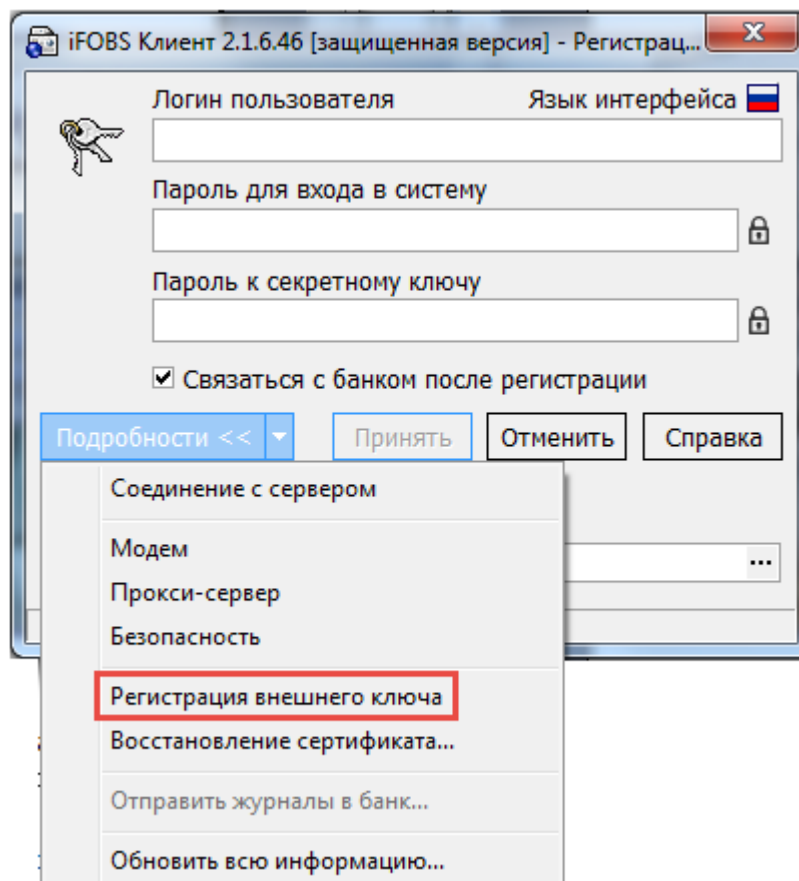 iFOBS Клиент 2.1.6.46 [защищенная версия] - Регистрац...
Логин пользователя Язык интерфейса
Пароль для входа в систему
Пароль к секретному ключу
Связаться с банком после регистрации
Подробности << Принять Отменить Справка
Соединение с сервером
Модем
...
Прокси-сервер
Безопасность
Регистрация внешнего ключа
Восстановление сертификата...
Отправить журналы в банк...
Обновить всю информацию...